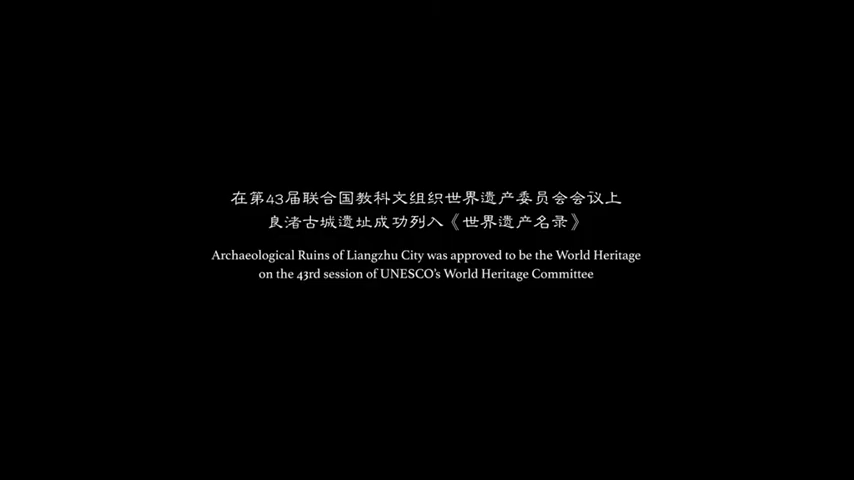 在第43届联合国教科文组织世界遗产委员会会议上
良渚古城遗址成功列入《世界遗产名录》
Archaeological Ruins of Liangzhu City was approved to be the World Heritage
on the 43rd session of UNESCO's World Heritage Committee